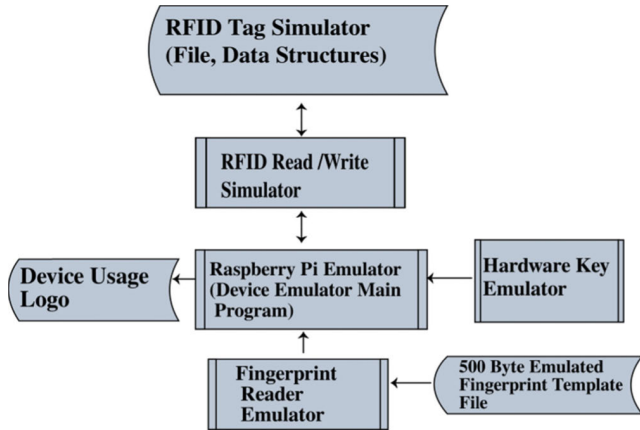 RFID Tag Simulator
(File, Data Structures)
RFID Read /Write
Simulator
Device Usage
Logo
Raspberry Pi Emulator
(Device Emulator Main
Program)
Hardware Key
Emulator
Fingerprint
Reader
Emulator
500 Byte Emulated
Fingerprint Template
File